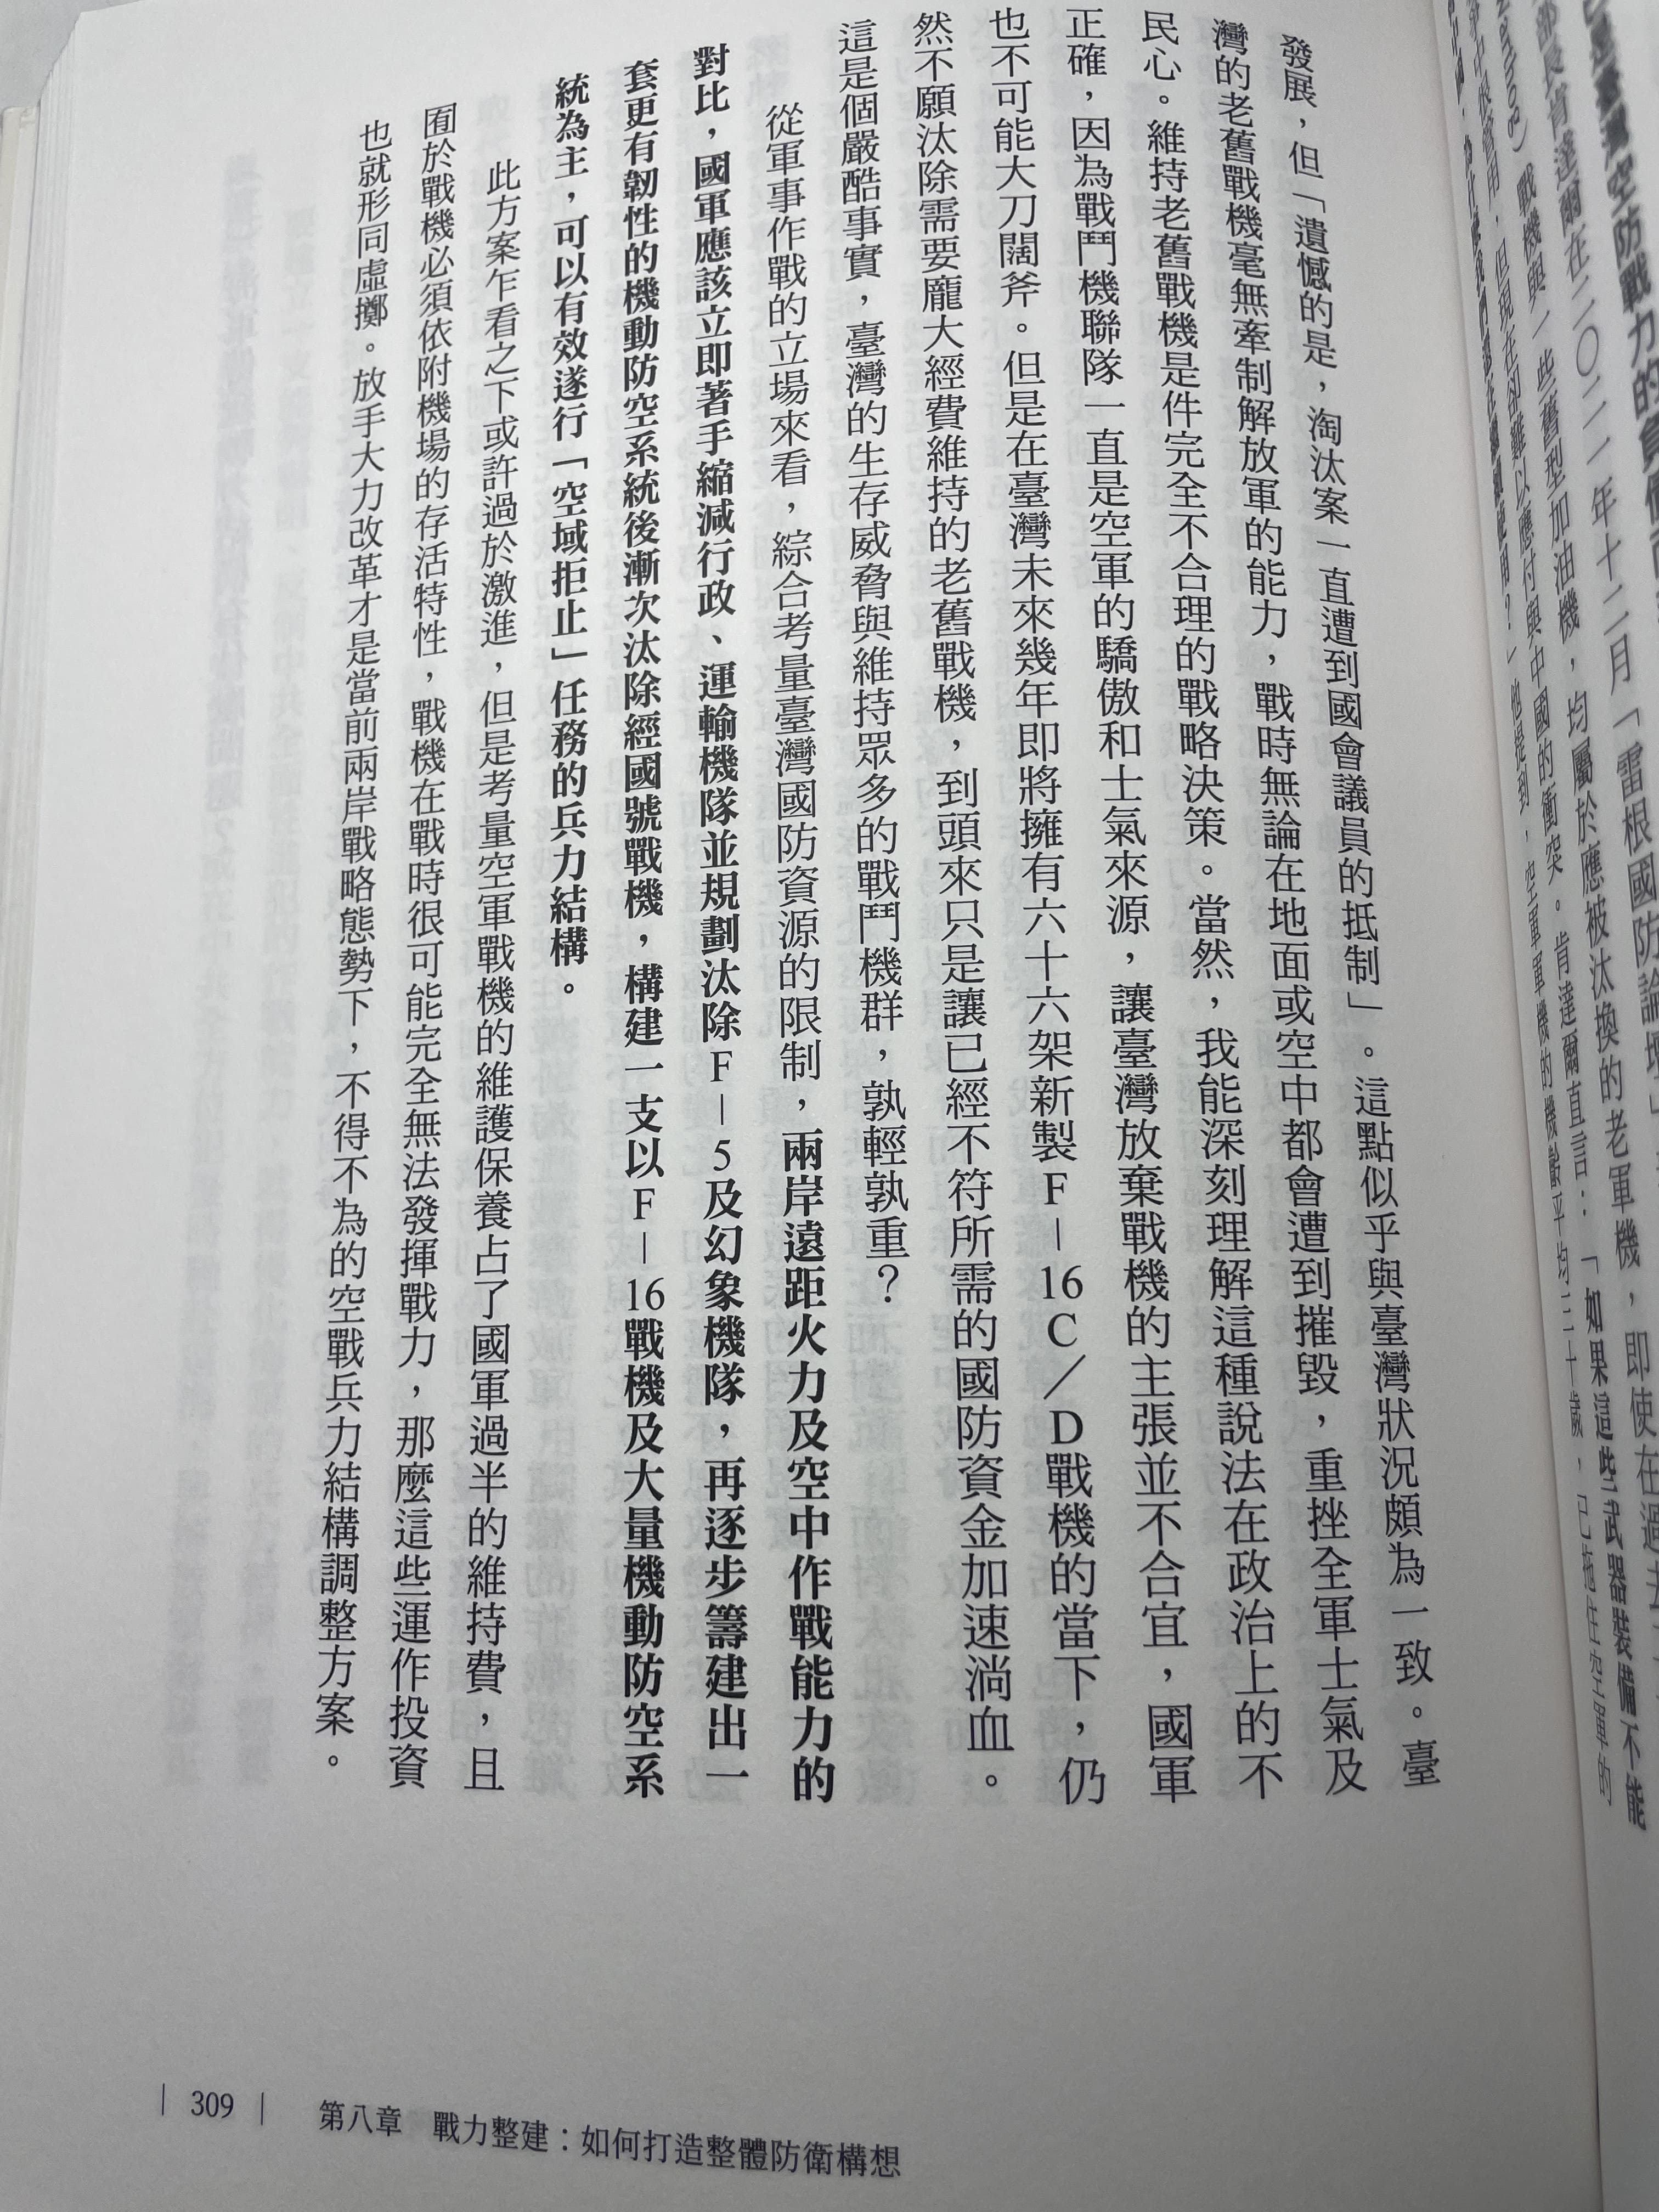 發展，但「遺憾的是，淘汰案一直遭到國會議員的抵制」。這點似乎與臺灣狀況頗為一致。臺
灣的老舊戰機毫無牽制解放軍的能力，戰時無論在地面或空中都會遭到摧毀，重挫全軍士氣及
民心。維持老舊戰機是件完全不合理的戰略決策。當然，我能深刻理解這種說法在政治上的不
正確，因為戰鬥機聯隊一直是空軍的驕傲和士氣來源，讓臺灣放棄戰機的主張並不合宜，國軍
也不可能大刀闊斧。但是在臺灣未來幾年即將擁有六十六架新製F－16C／D戰機的當下，仍
然不願汰除需要龐大經費維持的老舊戰機，到頭來只是讓已經不符所需的國防資金加速淌血。
這是個嚴酷事實，臺灣的生存威脅與維持眾多的戰鬥機群，孰輕孰重？
從軍事作戰的立場來看，綜合考量臺灣國防資源的限制，兩岸遠距火力及空中作戰能力的
對比，國軍應該立即著手縮減行政、運輸機隊並規劃汰除F－5及幻象機隊，再逐步籌建出一
套更有韌性的機動防空系統後漸次汰除經國號戰機，構建一支以F－16戰機及大量機動防空系
統為主，可以有效遂行「空域拒止」任務的兵力結構。
此方案乍看之下或許過於激進，但是考量空軍戰機的維護保養占了國軍過半的維持費，且
囿於戰機必須依附機場的存活特性，戰機在戰時很可能完全無法發揮戰力，那麼這些運作投資
也就形同虛擲。放手大力改革才是當前兩岸戰略態勢下，不得不為的空戰兵力結構調整方案。
309 第八章 戰力整建：如何打造整體防衛構想